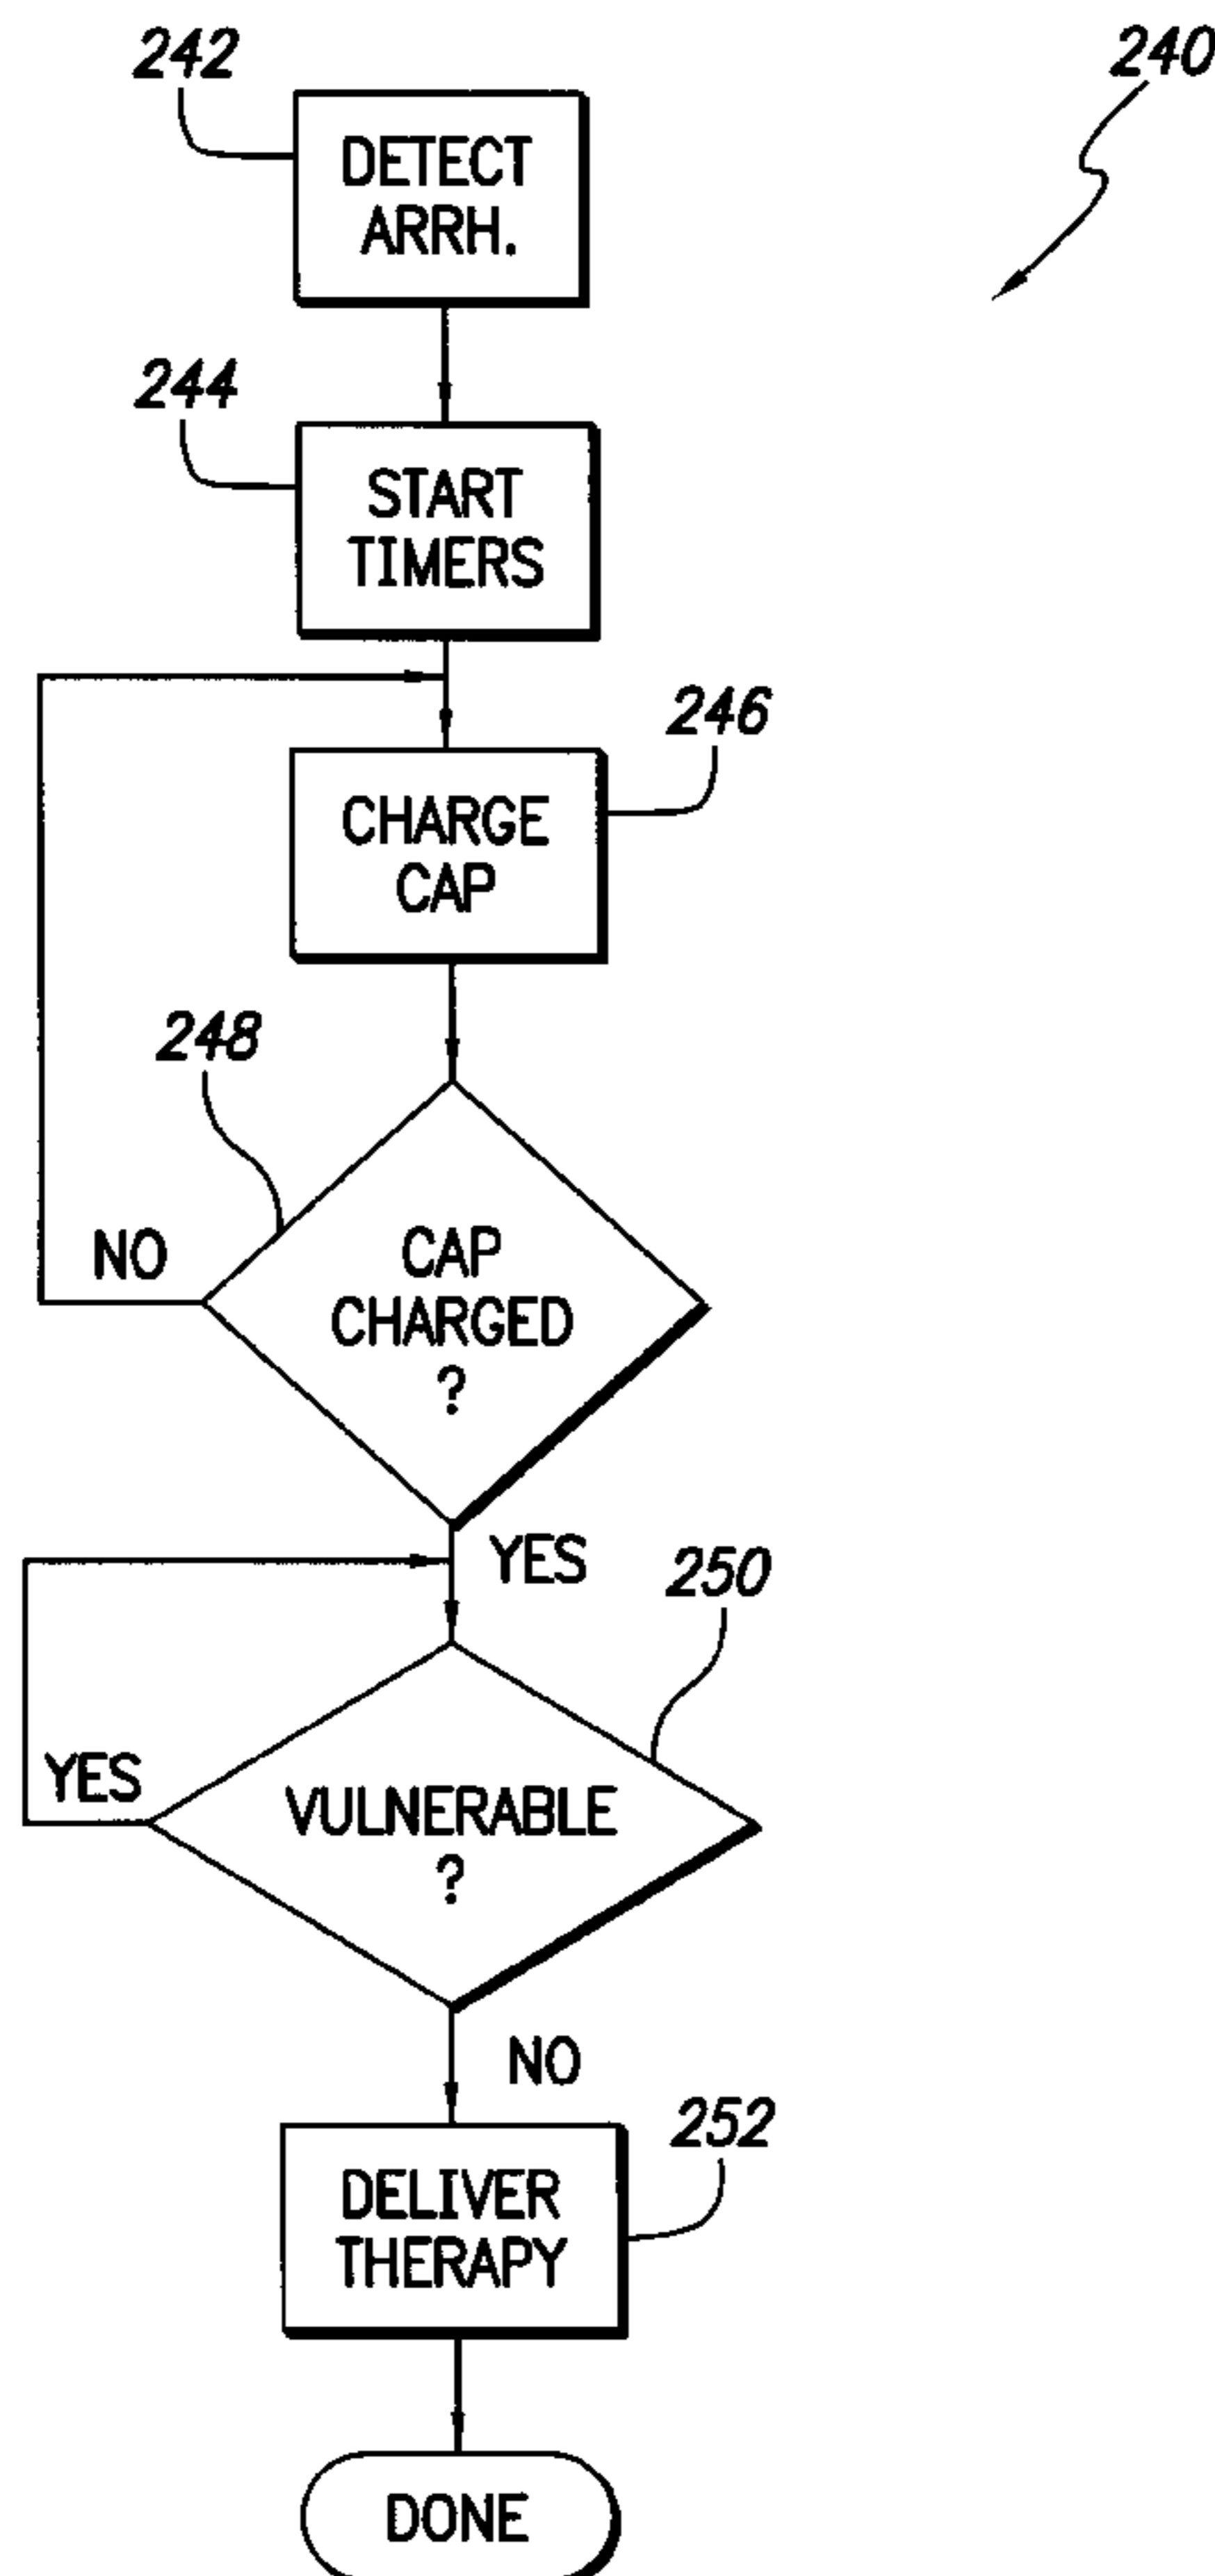 242
240
DETECT
ARRH.
244
START
TIMERS
246
CHARGE
CAP
248
NO
CAP
CHARGED
?
YES
250
YES
VULNERABLE
?
NO
252
DELIVER
THERAPY
DONE